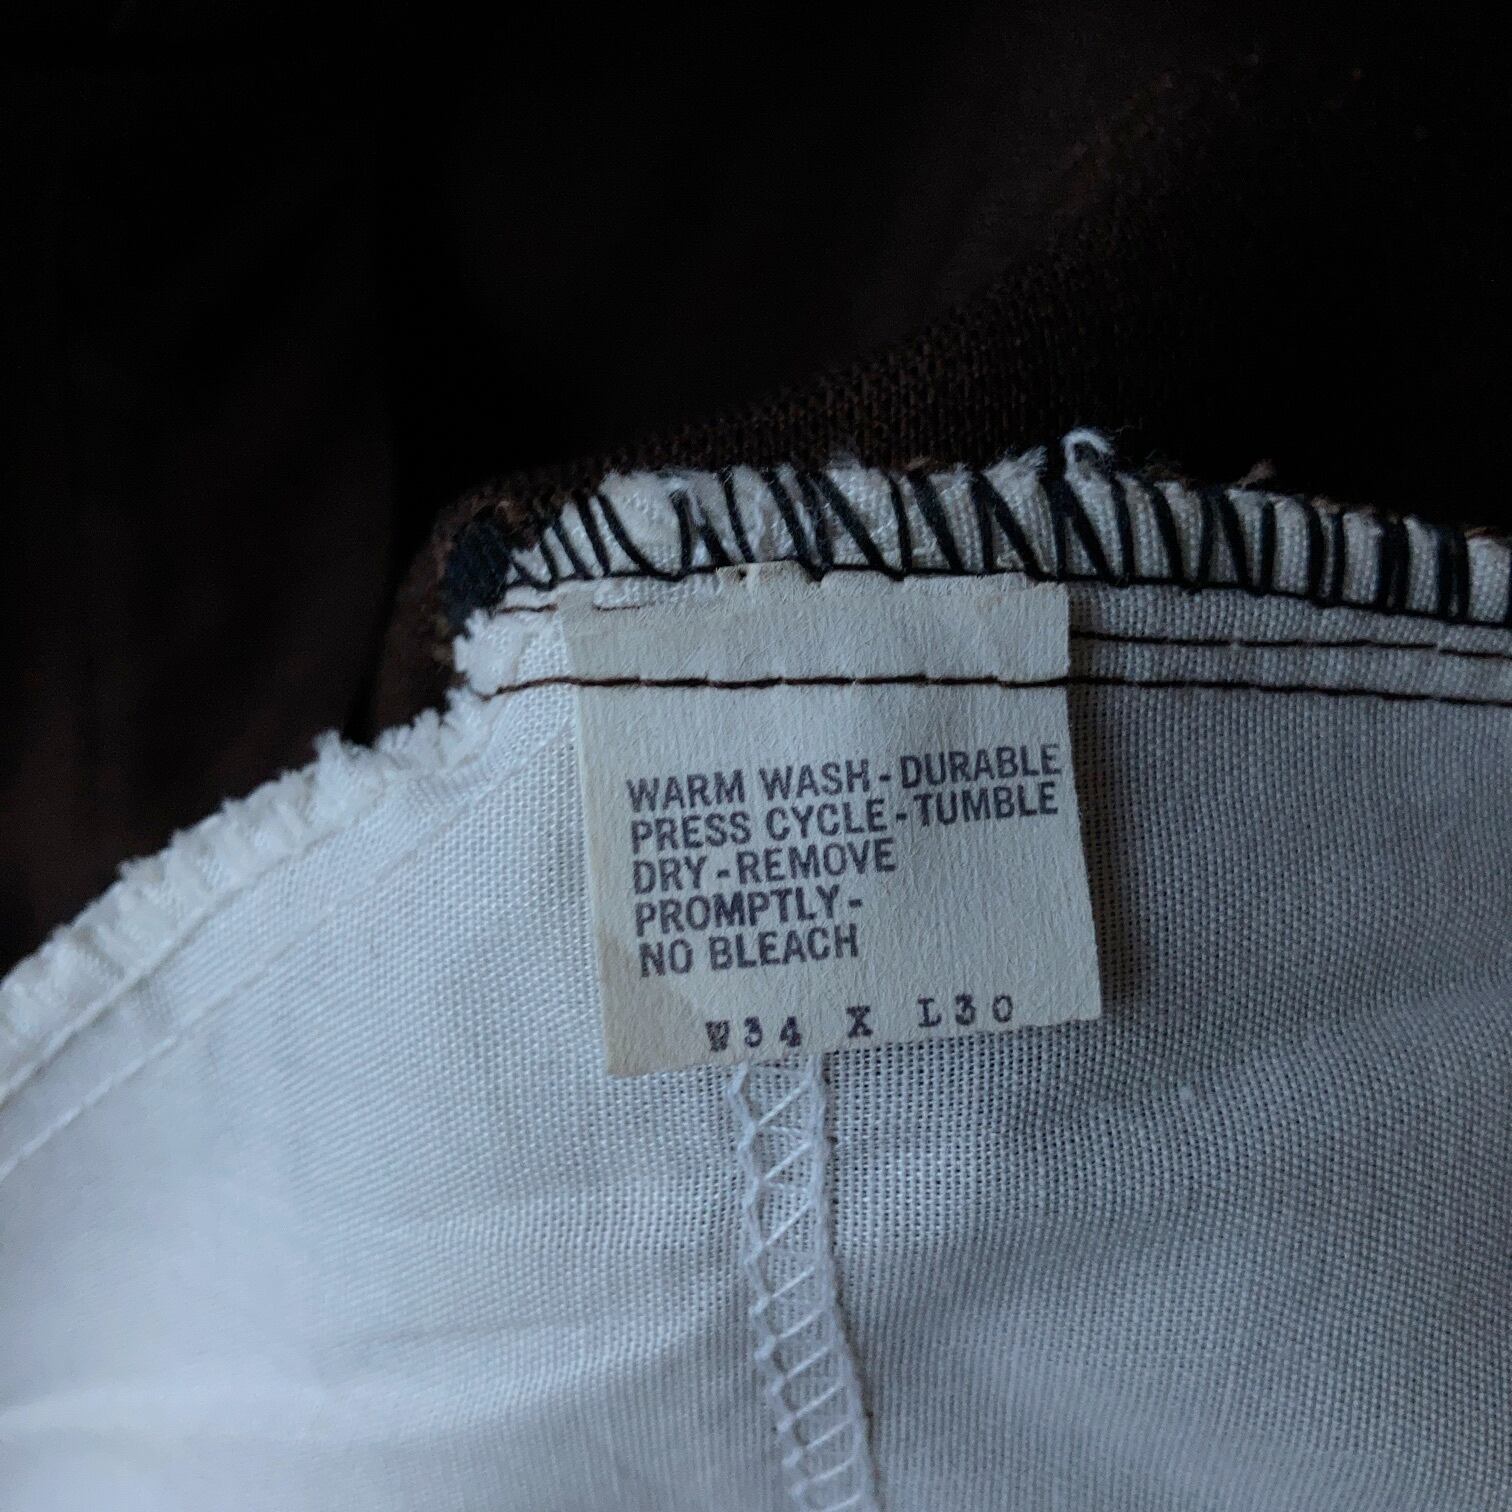 WARM WASH-DURABLE
PRESS CYCLE-TUMBLE
DRY-REMOVE
PROMPTLY-
NO BLEACH
W34 X L30